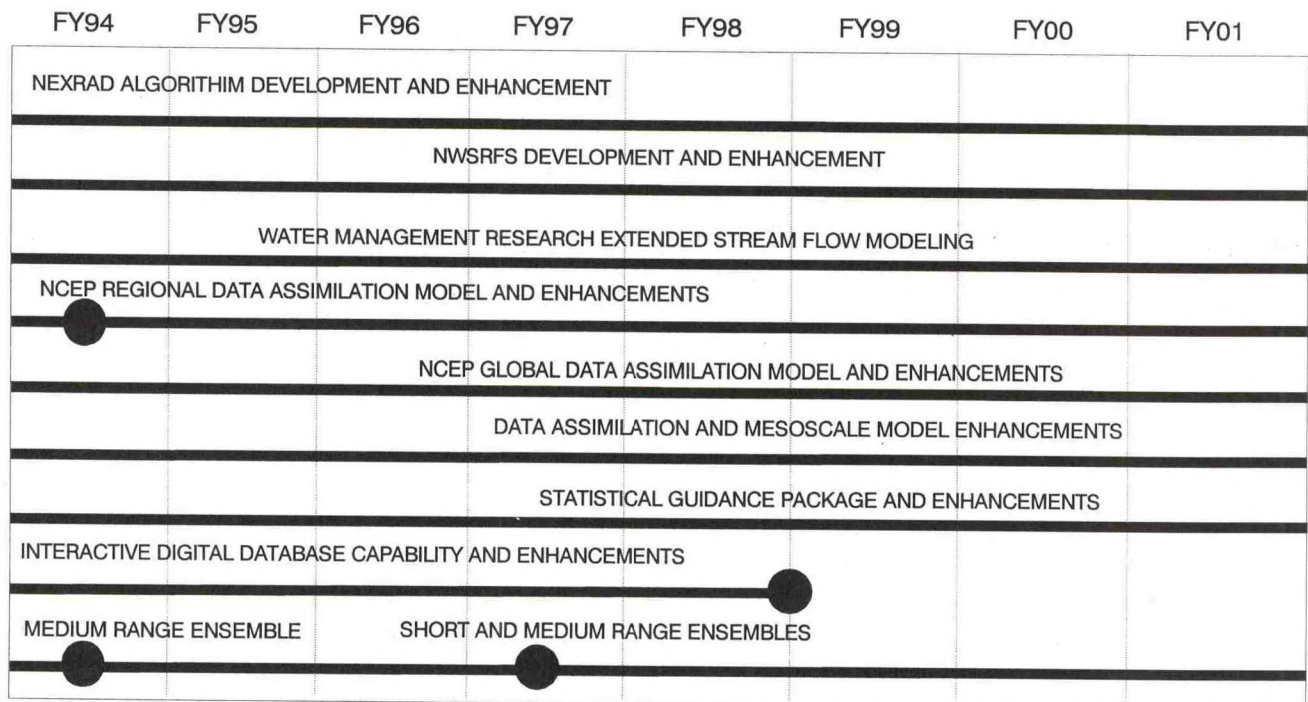 FY94 FY95 FY96 FY97 FY98 FY99 FY00 FY01
NEXRAD ALGORITHIM DEVELOPMENT AND ENHANCEMENT
NWSRFS DEVELOPMENT AND ENHANCEMENT
WATER MANAGEMENT RESEARCH EXTENDED STREAM FLOW MODELING
NCEP REGIONAL DATA ASSIMILATION MODEL AND ENHANCEMENTS
NCEP GLOBAL DATA ASSIMILATION MODEL AND ENHANCEMENTS
DATA ASSIMILATION AND MESOSCALE MODEL ENHANCEMENTS
STATISTICAL GUIDANCE PACKAGE AND ENHANCEMENTS
INTERACTIVE DIGITAL DATABASE CAPABILITY AND ENHANCEMENTS
MEDIUM RANGE ENSEMBLE SHORT AND MEDIUM RANGE ENSEMBLES